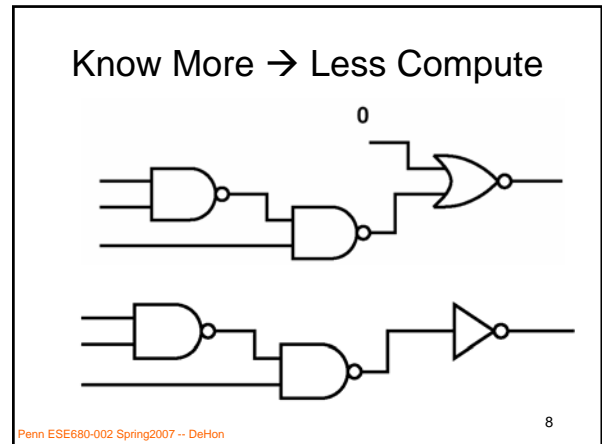 Know More → Less Compute
0
Penn ESE680-002 Spring2007 -- DeHon
8